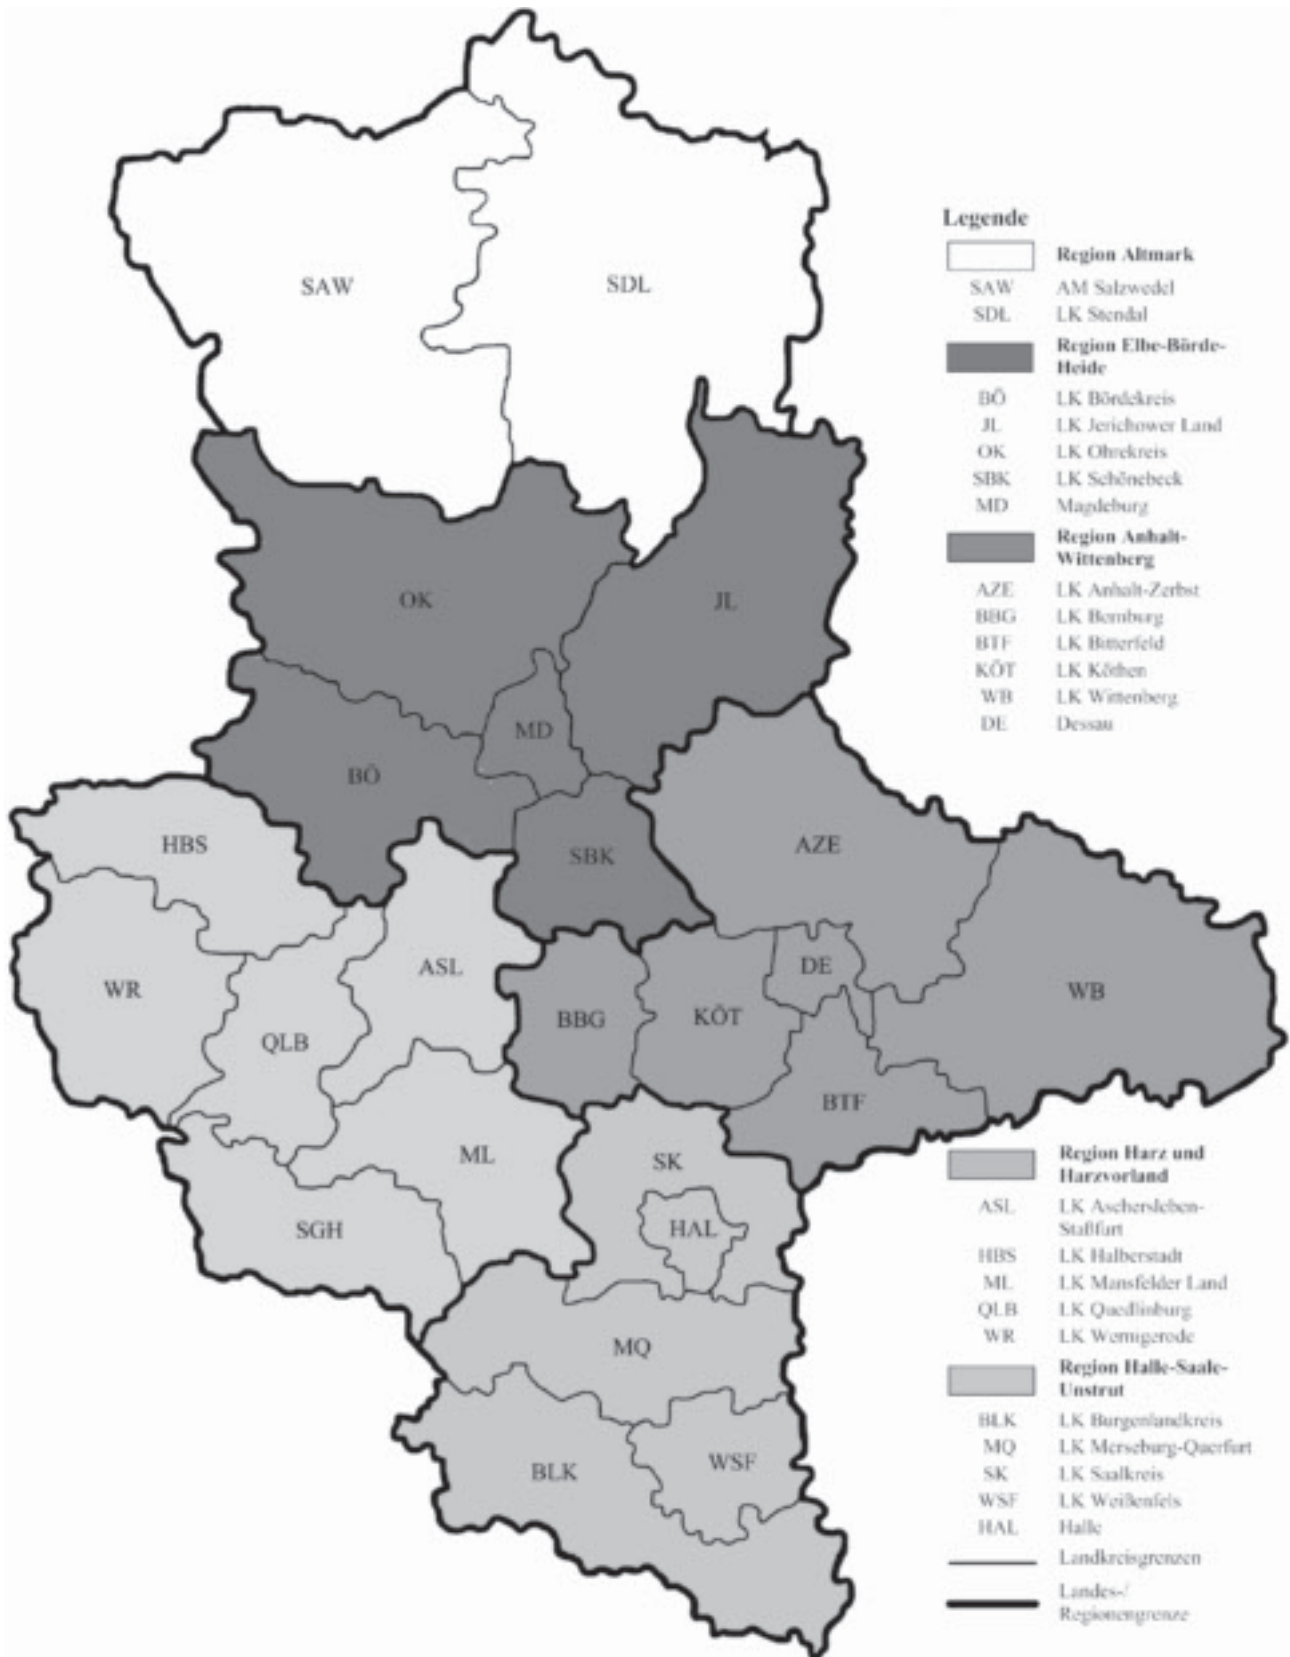 SAW
SDL
OK
JL
MD
BÖ
HBS
SBK
AZE
WR
ASL
DE
WB
QLB
BBG
KÖT
BTF
ML
SK
SGH
HAL
MQ
BLK
WSF
Legende
Region Altmark
SAW AM Salzwedel
SDL LK Stendal
Region Elbe-Börde-
Heide
BÖ LK Bördekreis
JL LK Jerichower Land
OK LK Ohrekreis
SBK LK Schönebeck
MD Magdeburg
Region Anhalt-
Wittenberg
AZE LK Anhalt-Zerbst
BBG LK Bernburg
BTF LK Bitterfeld
KÖT LK Köthen
WB LK Wittenberg
DE Dessau
Region Harz und
Harzvorland
ASL LK Aschersleben-
Staßfurt
HBS LK Halberstadt
ML LK Mansfelder Land
QLB LK Quedlinburg
WR LK Wernigerode
Region Halle-Saale-
Unstrut
BLK LK Burgenlandkreis
MQ LK Merseburg-Querfurt
SK LK Saalkreis
WSF LK Weißenfels
HAL Halle
Landkreisgrenzen
Landes-/
Regionengrenze